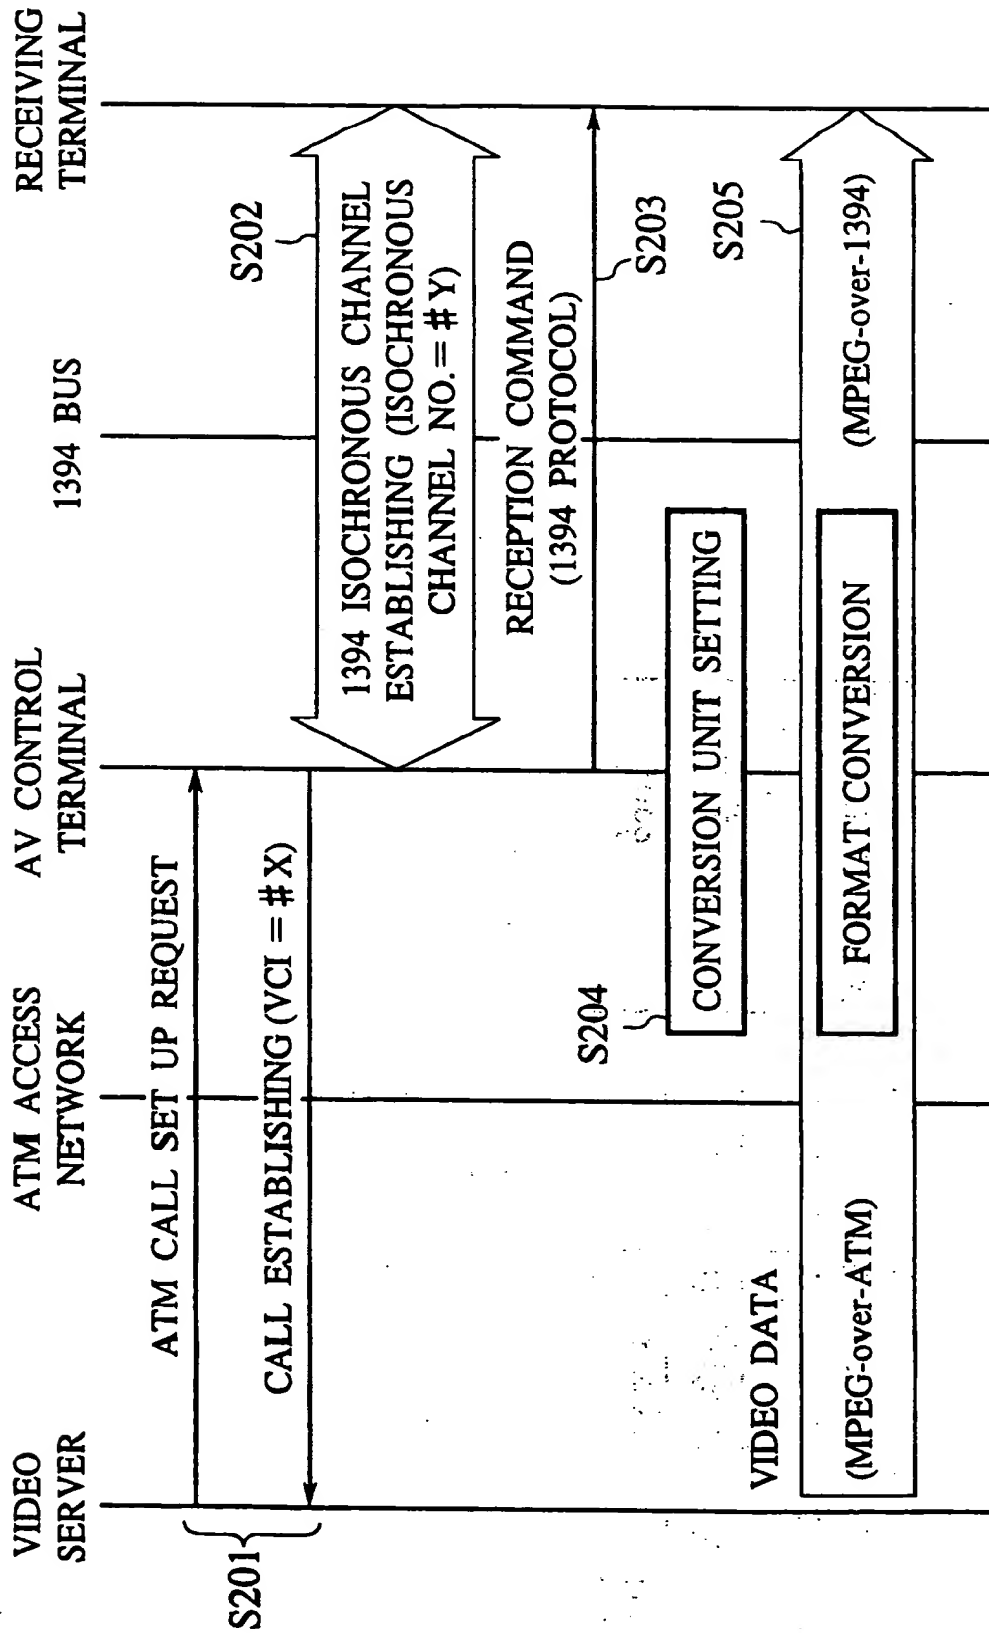 VIDEO
SERVER
ATM ACCESS
NETWORK
AV CONTROL
TERMINAL
1394 BUS
RECEIVING
TERMINAL
S201
ATM CALL SET UP REQUEST
CALL ESTABLISHING (VCI = #X)
S202
1394 ISOCHRONOUS CHANNEL
ESTABLISHING (ISOCHRONOUS
CHANNEL NO. = #Y)
RECEPTION COMMAND
(1394 PROTOCOL)
S203
S204
CONVERSION UNIT SETTING
VIDEO DATA
S205
(MPEG-over-ATM)
FORMAT CONVERSION
(MPEG-over-1394)